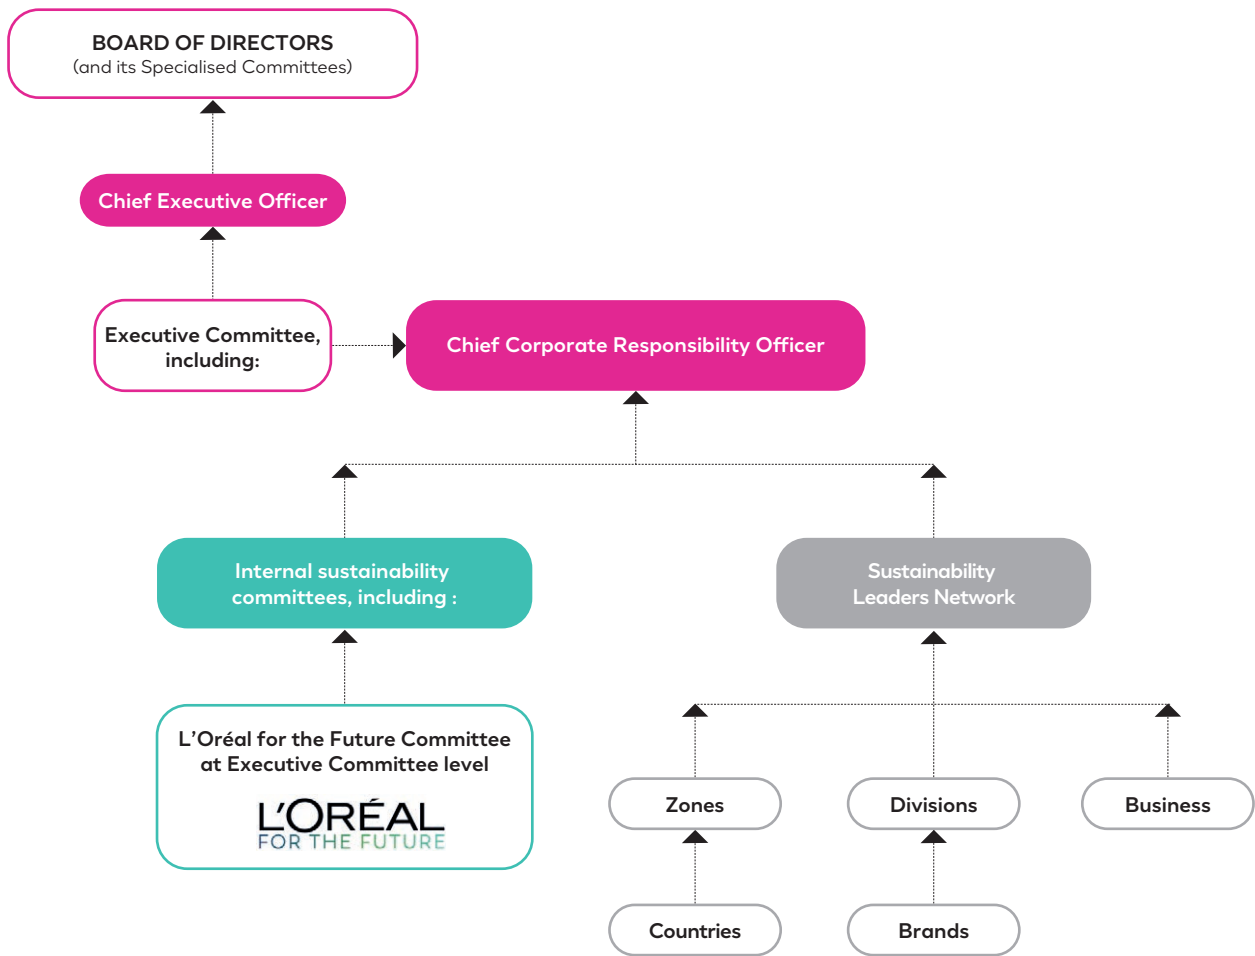 BOARD OF DIRECTORS
(and its Specialised Committees)
Chief Executive Officer
Executive Committee,
including:
Chief Corporate Responsibility Officer
Internal sustainability
committees, including :
Sustainability
Leaders Network
L’Oréal for the Future Committee
at Executive Committee level
L'ORÉAL
FOR THE FUTURE
Zones
Divisions
Business
Countries
Brands